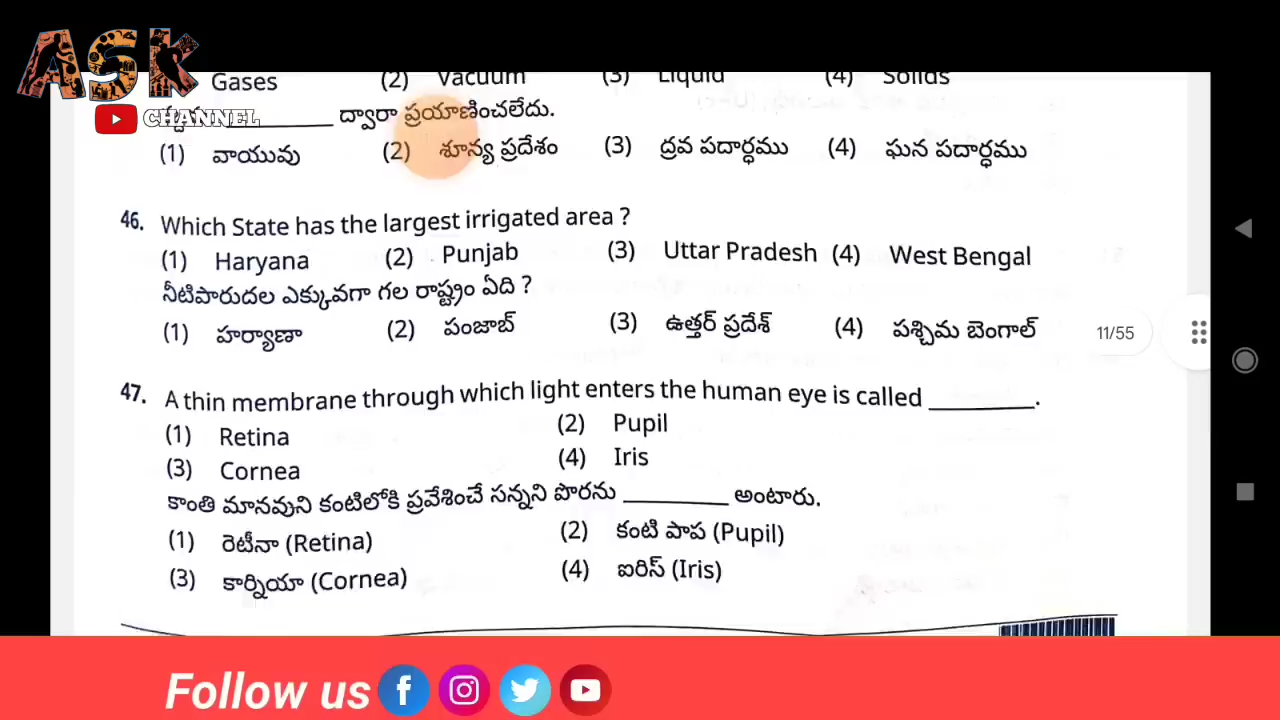 ASK
CHANNEL
Gases (2) Vacuum (3) Liquid (4) Solids
ద్వారా ప్రయాణించలేదు.
(1) వాయువు (2) శూన్య ప్రదేశం (3) ద్రవ పదార్ధము (4) ఘన పదార్ధము
46. Which State has the largest irrigated area ?
(1) Haryana (2) Punjab (3) Uttar Pradesh (4) West Bengal
నీటిపారుదల ఎక్కువగా గల రాష్ట్రం ఏది ?
(1) హర్యాణా (2) పంజాబ్ (3) ఉత్తర్ ప్రదేశ్ (4) పశ్చిమ బెంగాల్
11/55
47. A thin membrane through which light enters the human eye is called ________.
(1) Retina (2) Pupil
(3) Cornea (4) Iris
కాంతి మానవుని కంటిలోకి ప్రవేశించే సన్నని పొరను ________ అంటారు.
(1) రెటీనా (Retina) (2) కంటి పాప (Pupil)
(3) కార్నియా (Cornea) (4) ఐరిస్ (Iris)
Follow us